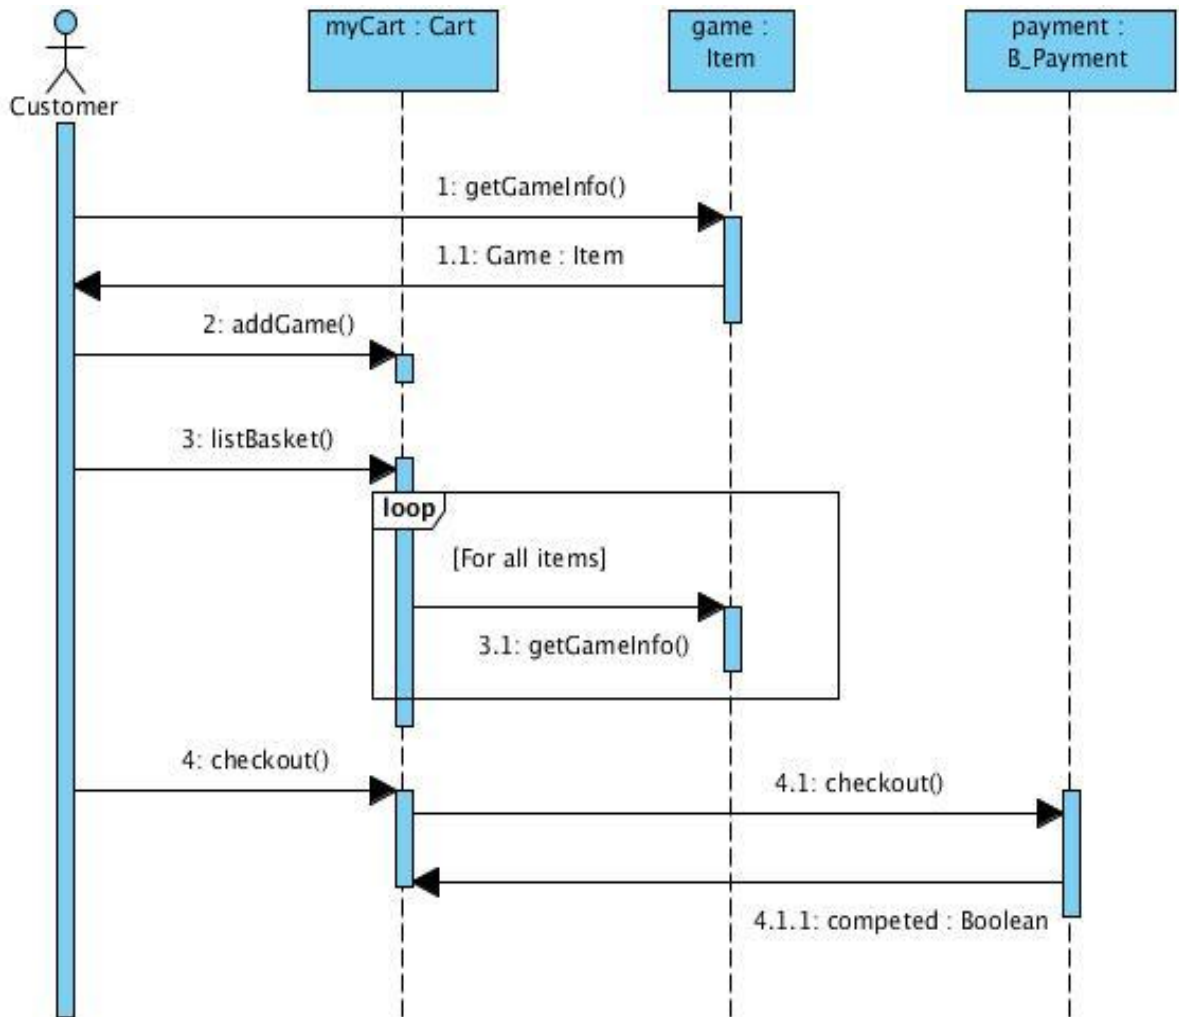 myCart : Cart
game :
Item
payment :
B_Payment
Customer
1: getGameInfo()
1.1: Game : Item
2: addGame()
3: listBasket()
loop
[For all items]
3.1: getGameInfo()
4: checkout()
4.1: checkout()
4.1.1: competed : Boolean